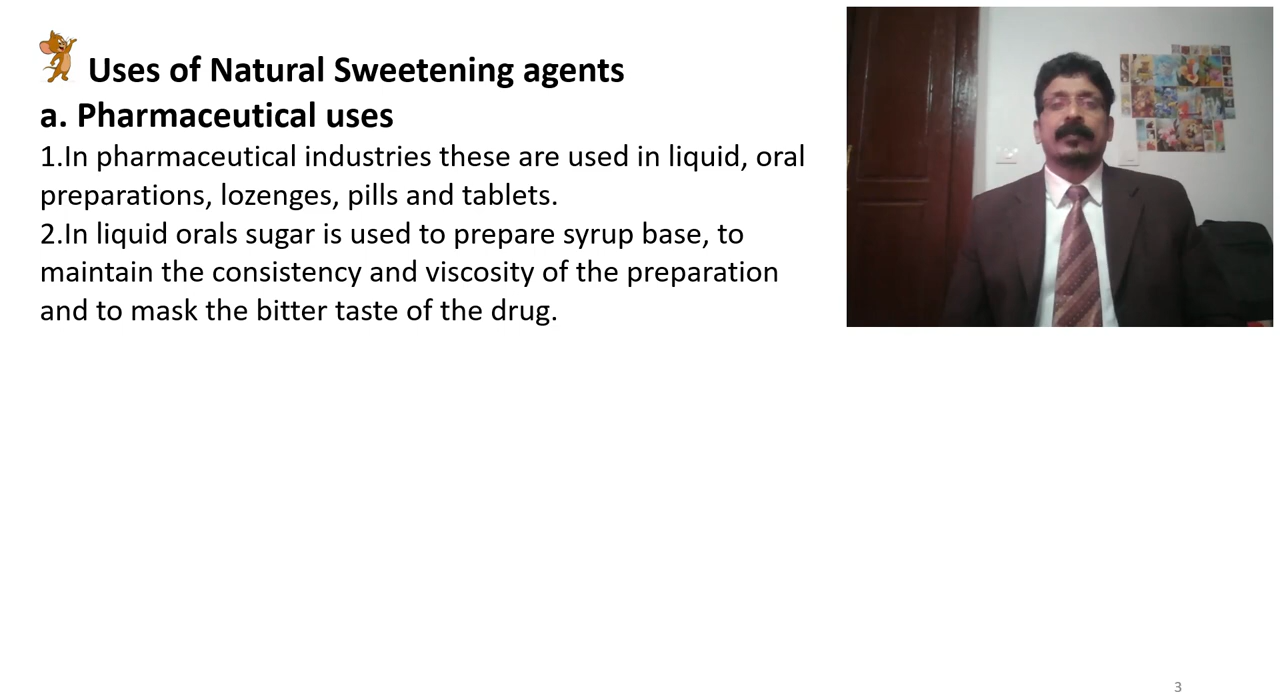 Uses of Natural Sweetening agents
a. Pharmaceutical uses
1.In pharmaceutical industries these are used in liquid, oral
preparations, lozenges, pills and tablets.
2.In liquid orals sugar is used to prepare syrup base, to
maintain the consistency and viscosity of the preparation
and to mask the bitter taste of the drug.
3